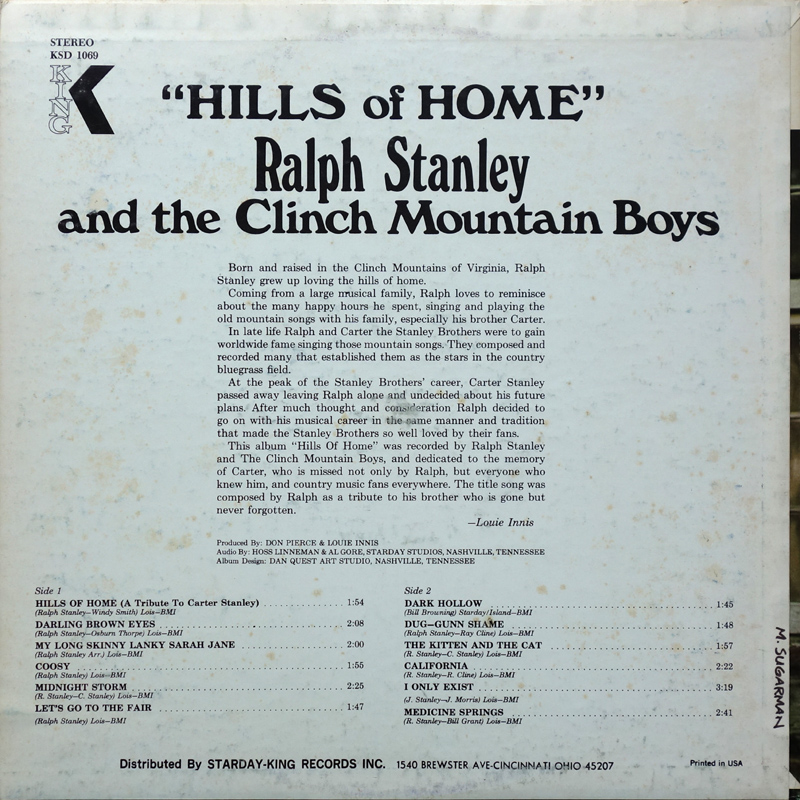 STEREO
KSD 1069
KING
K
“HILLS of HOME”
Ralph Stanley
and the Clinch Mountain Boys
Born and raised in the Clinch Mountains of Virginia, Ralph
Stanley grew up loving the hills of home.
Coming from a large musical family, Ralph loves to reminisce
about the many happy hours he spent, singing and playing the
old mountain songs with his family, especially his brother Carter.
In late life Ralph and Carter the Stanley Brothers were to gain
worldwide fame singing those mountain songs. They composed and
recorded many that established them as the stars in the country
bluegrass field.
At the peak of the Stanley Brothers’ career, Carter Stanley
passed away leaving Ralph alone and undecided about his future
plans. After much thought and consideration Ralph decided to
go on with his musical career in the same manner and tradition
that made the Stanley Brothers so well loved by their fans.
This album “Hills Of Home” was recorded by Ralph Stanley
and The Clinch Mountain Boys, and dedicated to the memory
of Carter, who is missed not only by Ralph, but everyone who
knew him, and country music fans everywhere. The title song was
composed by Ralph as a tribute to his brother who is gone but
never forgotten.
—Louie Innis
Produced By: DON PIERCE & LOUIE INNIS
Audio By: HOSS LINNEMAN & AL GORE, STARDAY STUDIOS, NASHVILLE, TENNESSEE
Album Design: DAN QUEST ART STUDIO, NASHVILLE, TENNESSEE
Side 1
HILLS OF HOME (A Tribute To Carter Stanley) 1:54
(Ralph Stanley—Windy Smith) Lois—BMI
DARLING BROWN EYES 2:08
(Ralph Stanley—Osburn Thorpe) Lois—BMI
MY LONG SKINNY LANKY SARAH JANE 2:00
(Ralph Stanley Arr.) Lois—BMI
COOSY 1:55
(Ralph Stanley) Lois—BMI
MIDNIGHT STORM 2:25
(R. Stanley—C. Stanley) Lois—BMI
LET’S GO TO THE FAIR 1:47
(Ralph Stanley) Lois—BMI
Side 2
DARK HOLLOW 1:45
(Bill Browning) Starday/Island—BMI
DUG—GUNN SHAME 1:48
(Ralph Stanley—Ray Cline) Lois—BMI
THE KITTEN AND THE CAT 1:57
(R. Stanley—C. Stanley) Lois—BMI
CALIFORNIA 2:22
(R. Stanley—R. Cline) Lois—BMI
I ONLY EXIST 3:19
(J. Stanley—J. Morris) Lois—BMI
MEDICINE SPRINGS 2:41
(R. Stanley—Bill Grant) Lois—BMI
M. SUGARMAN
Distributed By STARDAY-KING RECORDS INC. 1540 BREWSTER AVE-CINCINNATI OHIO 45207
Printed in USA